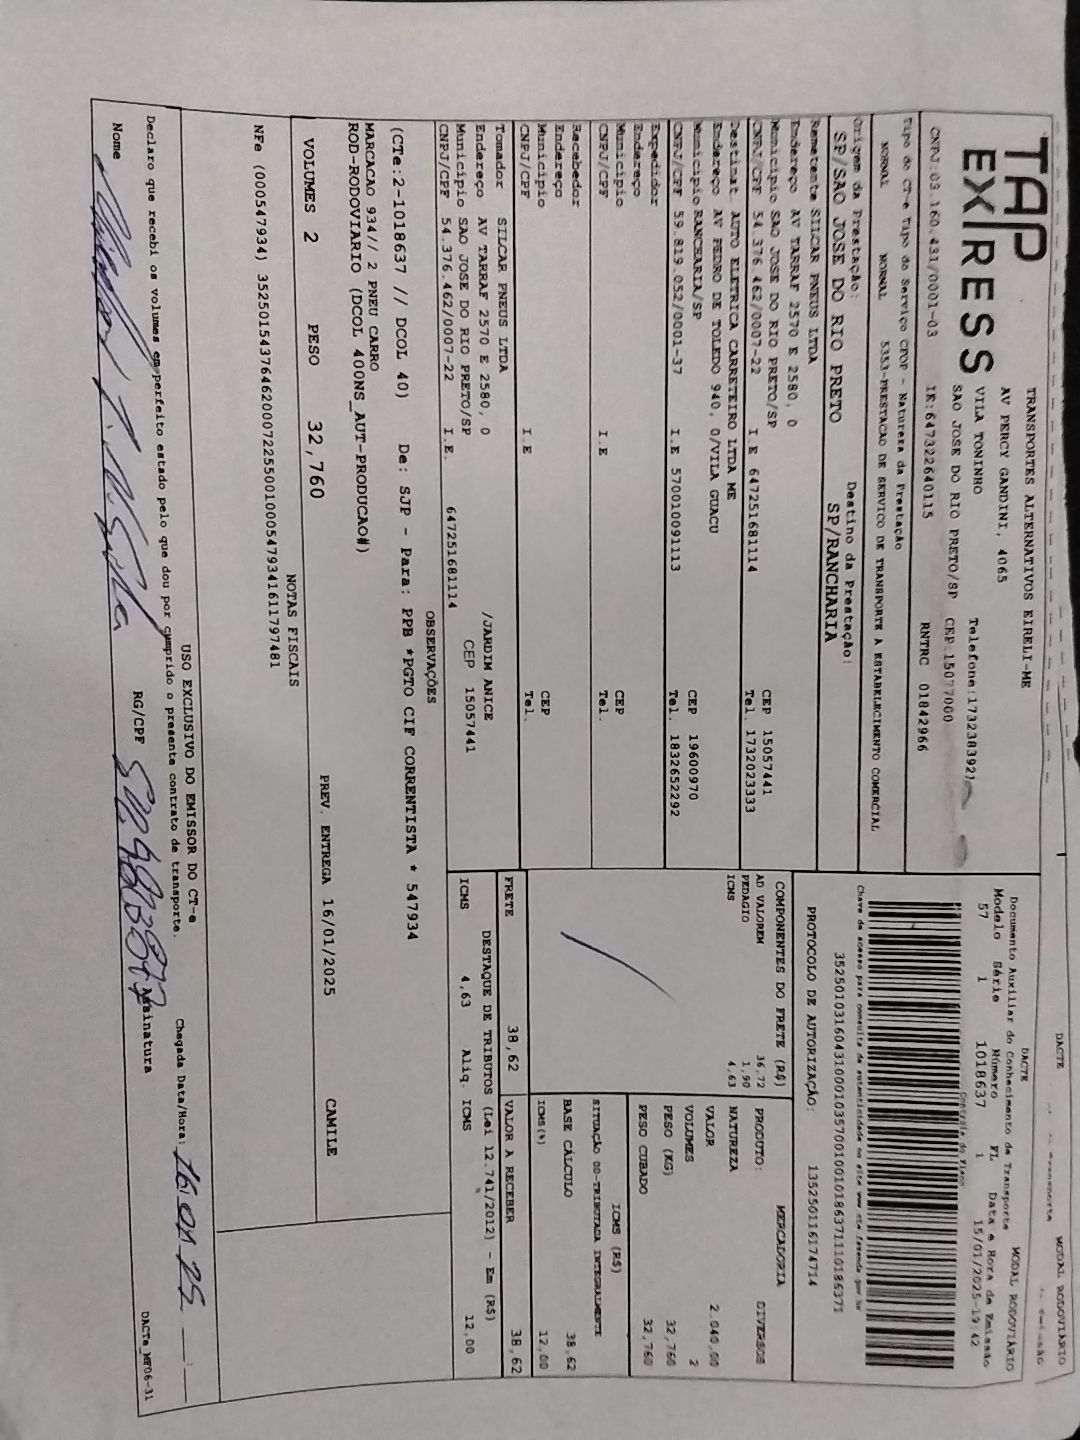 TAP EXPRESS
TRANSPORTES ALTERNATIVOS EIRELI-ME
AV PERCY GANDINI, 4065
VILA TONINHO
SAO JOSE DO RIO PRETO/SP CEP 15077000
Telefone:173238392
CNPJ:03.160.431/0001-03 IE:647322640115 RNTRC 01842966
DACTE MODAL RODOVIÁRIO
DACTE MODAL RODOVIÁRIO
Documento Auxiliar do Conhecimento de Transporte
Modelo Série Número FL Data e Hora de Emissão
57 1 1018637 1 15/01/2025-19:42
Controle do Fisco
Chave de acesso para consulta de autenticidade no site www.cte.fazenda.gov.br
PROTOCOLO DE AUTORIZAÇÃO: 135250116174714
Tipo do CT-e Tipo do Serviço CFOP - Natureza da Prestação
NORMAL NORMAL 5353-PRESTACAO DE SERVICO DE TRANSPORTE A ESTABELECIMENTO COMERCIAL
Origem da Prestação: Destino da Prestação:
SP/SAO JOSE DO RIO PRETO SP/RANCHARIA
Remetente SILCAR PNEUS LTDA
Endereço AV TARRAF 2570 E 2580, 0
Município SAO JOSE DO RIO PRETO/SP CEP 15057441
CNPJ/CPF 54.376.462/0007-22 I.E 647251681114 Tel. 1732023333
Destinat. AUTO ELETRICA CARRETEIRO LTDA ME
Endereço AV PEDRO DE TOLEDO 940, 0/VILA GUACU
Município RANCHARIA/SP CEP 19600970
CNPJ/CPF 59.819.052/0001-37 I.E 570010091113 Tel. 1832652292
Expedidor
Endereço
Município CEP
CNPJ/CPF I.E Tel.
Recebedor
Endereço
Município CEP
CNPJ/CPF I.E Tel.
Tomador SILCAR PNEUS LTDA
Endereço AV TARRAF 2570 E 2580, 0 /JARDIM ANICE
Município SAO JOSE DO RIO PRETO/SP CEP 15057441
CNPJ/CPF 54.376.462/0007-22 I.E. 647251681114
COMPONENTES DO FRETE (R$)
AD VALOREM 36,72
PEDAGIO 1,90
ICMS 4,63
PRODUTO: MERCADORIA
NATUREZA DIVERSOS
VALOR 2.040,00
VOLUMES 2
PESO (KG) 32,760
PESO CUBADO 32,760
ICMS (R$)
SITUAÇÃO 00-TRIBUTADA INTEGRALMENTE
BASE CÁLCULO 38,62
ICMS(%) 12,00
FRETE 38,62 VALOR A RECEBER 38,62
DESTAQUE DE TRIBUTOS (Lei 12.741/2012) - Em (R$)
ICMS 4,63 Aliq. ICMS 12,00
OBSERVAÇÕES
(CTe:2-1018637 // DCOL 40) De: SJP - Para: PPB *PGTO CIF CORRENTISTA * 547934
MARCACAO 934// 2 PNEU CARRO
ROD-RODOVIARIO (DCOL 400NS_AUT-PRODUCAO#)
VOLUMES 2 PESO 32,760 PREV. ENTREGA 16/01/2025 CAMILE
NOTAS FISCAIS
NFe (000547934) 35250154376462000722550010005479341611797481
USO EXCLUSIVO DO EMISSOR DO CT-e
Declaro que recebi os volumes em perfeito estado pelo que dou por cumprido o presente contrato de transporte.
Chegada Data/Hora: 16 01 25
Nome RG/CPF Assinatura
DACTe_MF06-31